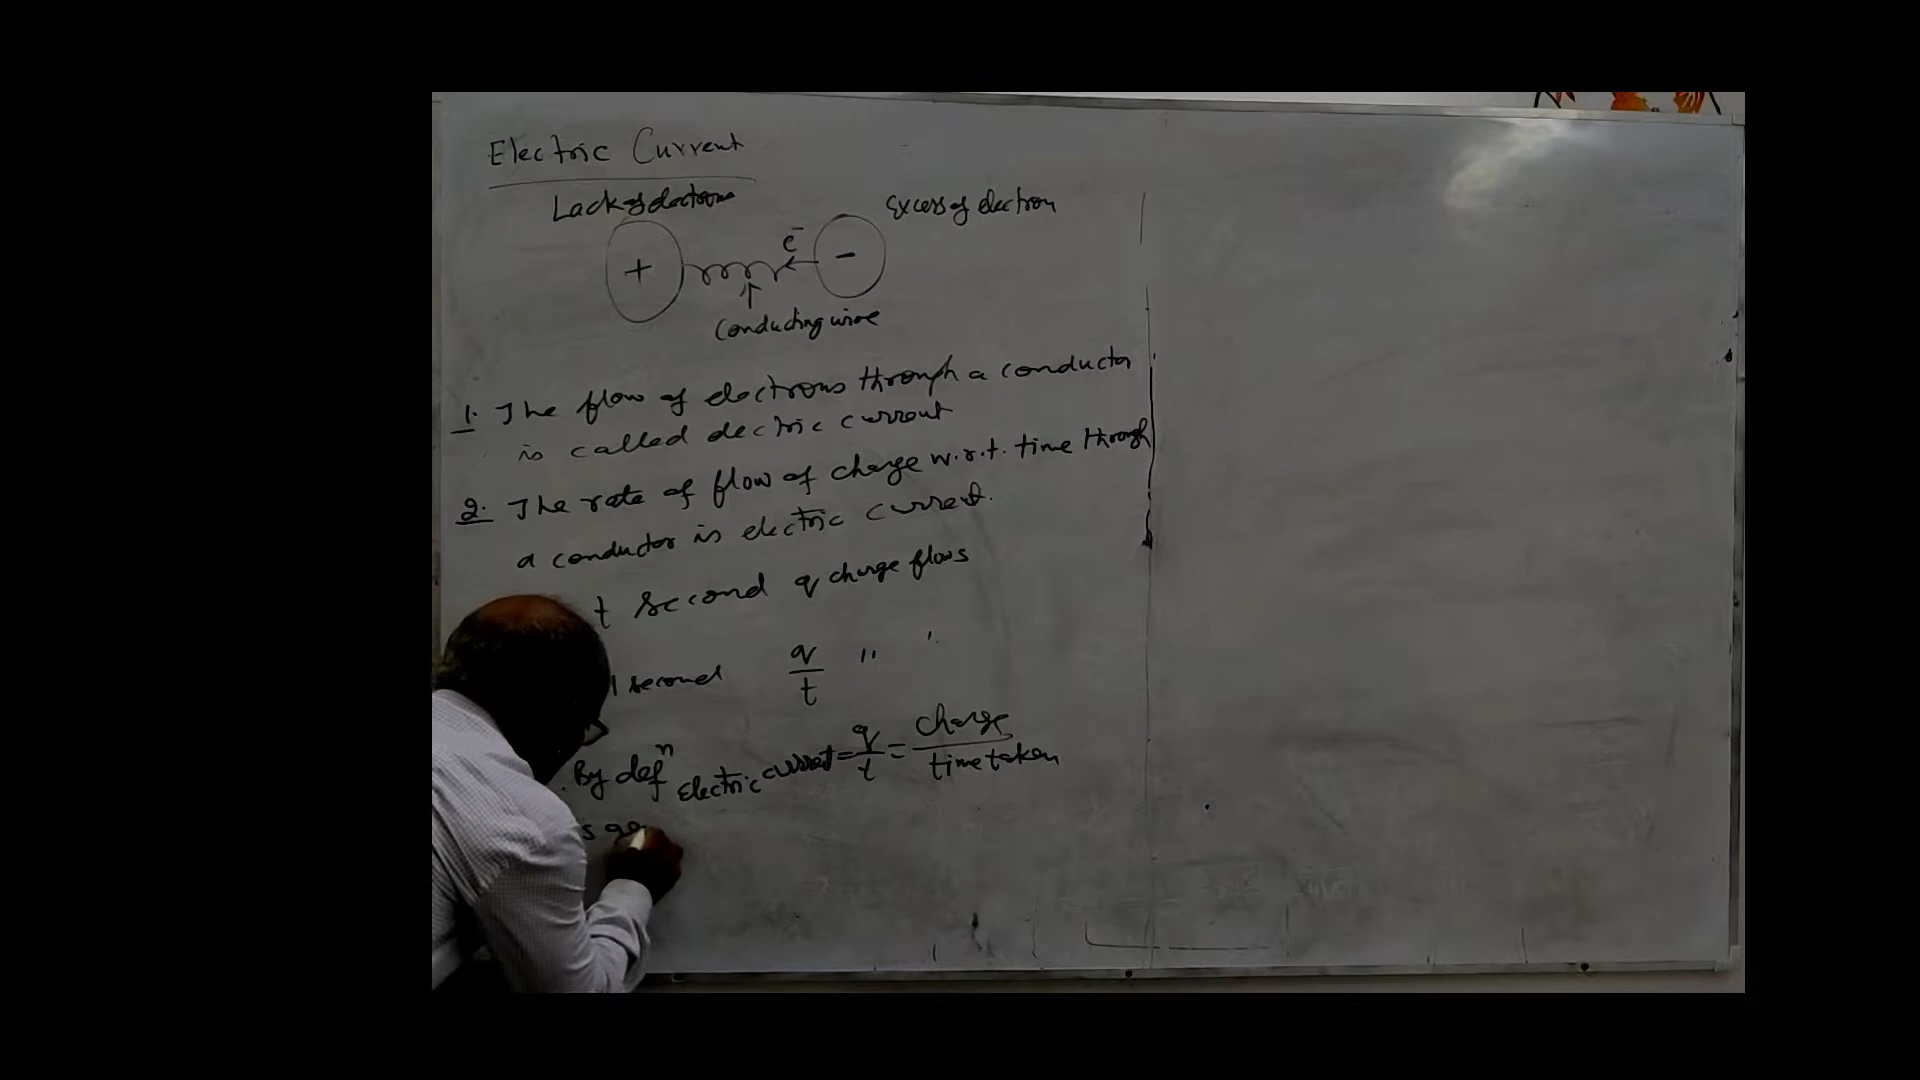 Electric Current
Lack of electrons
Excess of electron
+ e⁻ -
Conducting wire
1. The flow of electrons through a conductor
is called electric current
2. The rate of flow of charge w.r.t. time through
a conductor is electric current.
t second q charge flows
1 second q/t " "
By defⁿ Electric current = q/t = charge/time taken